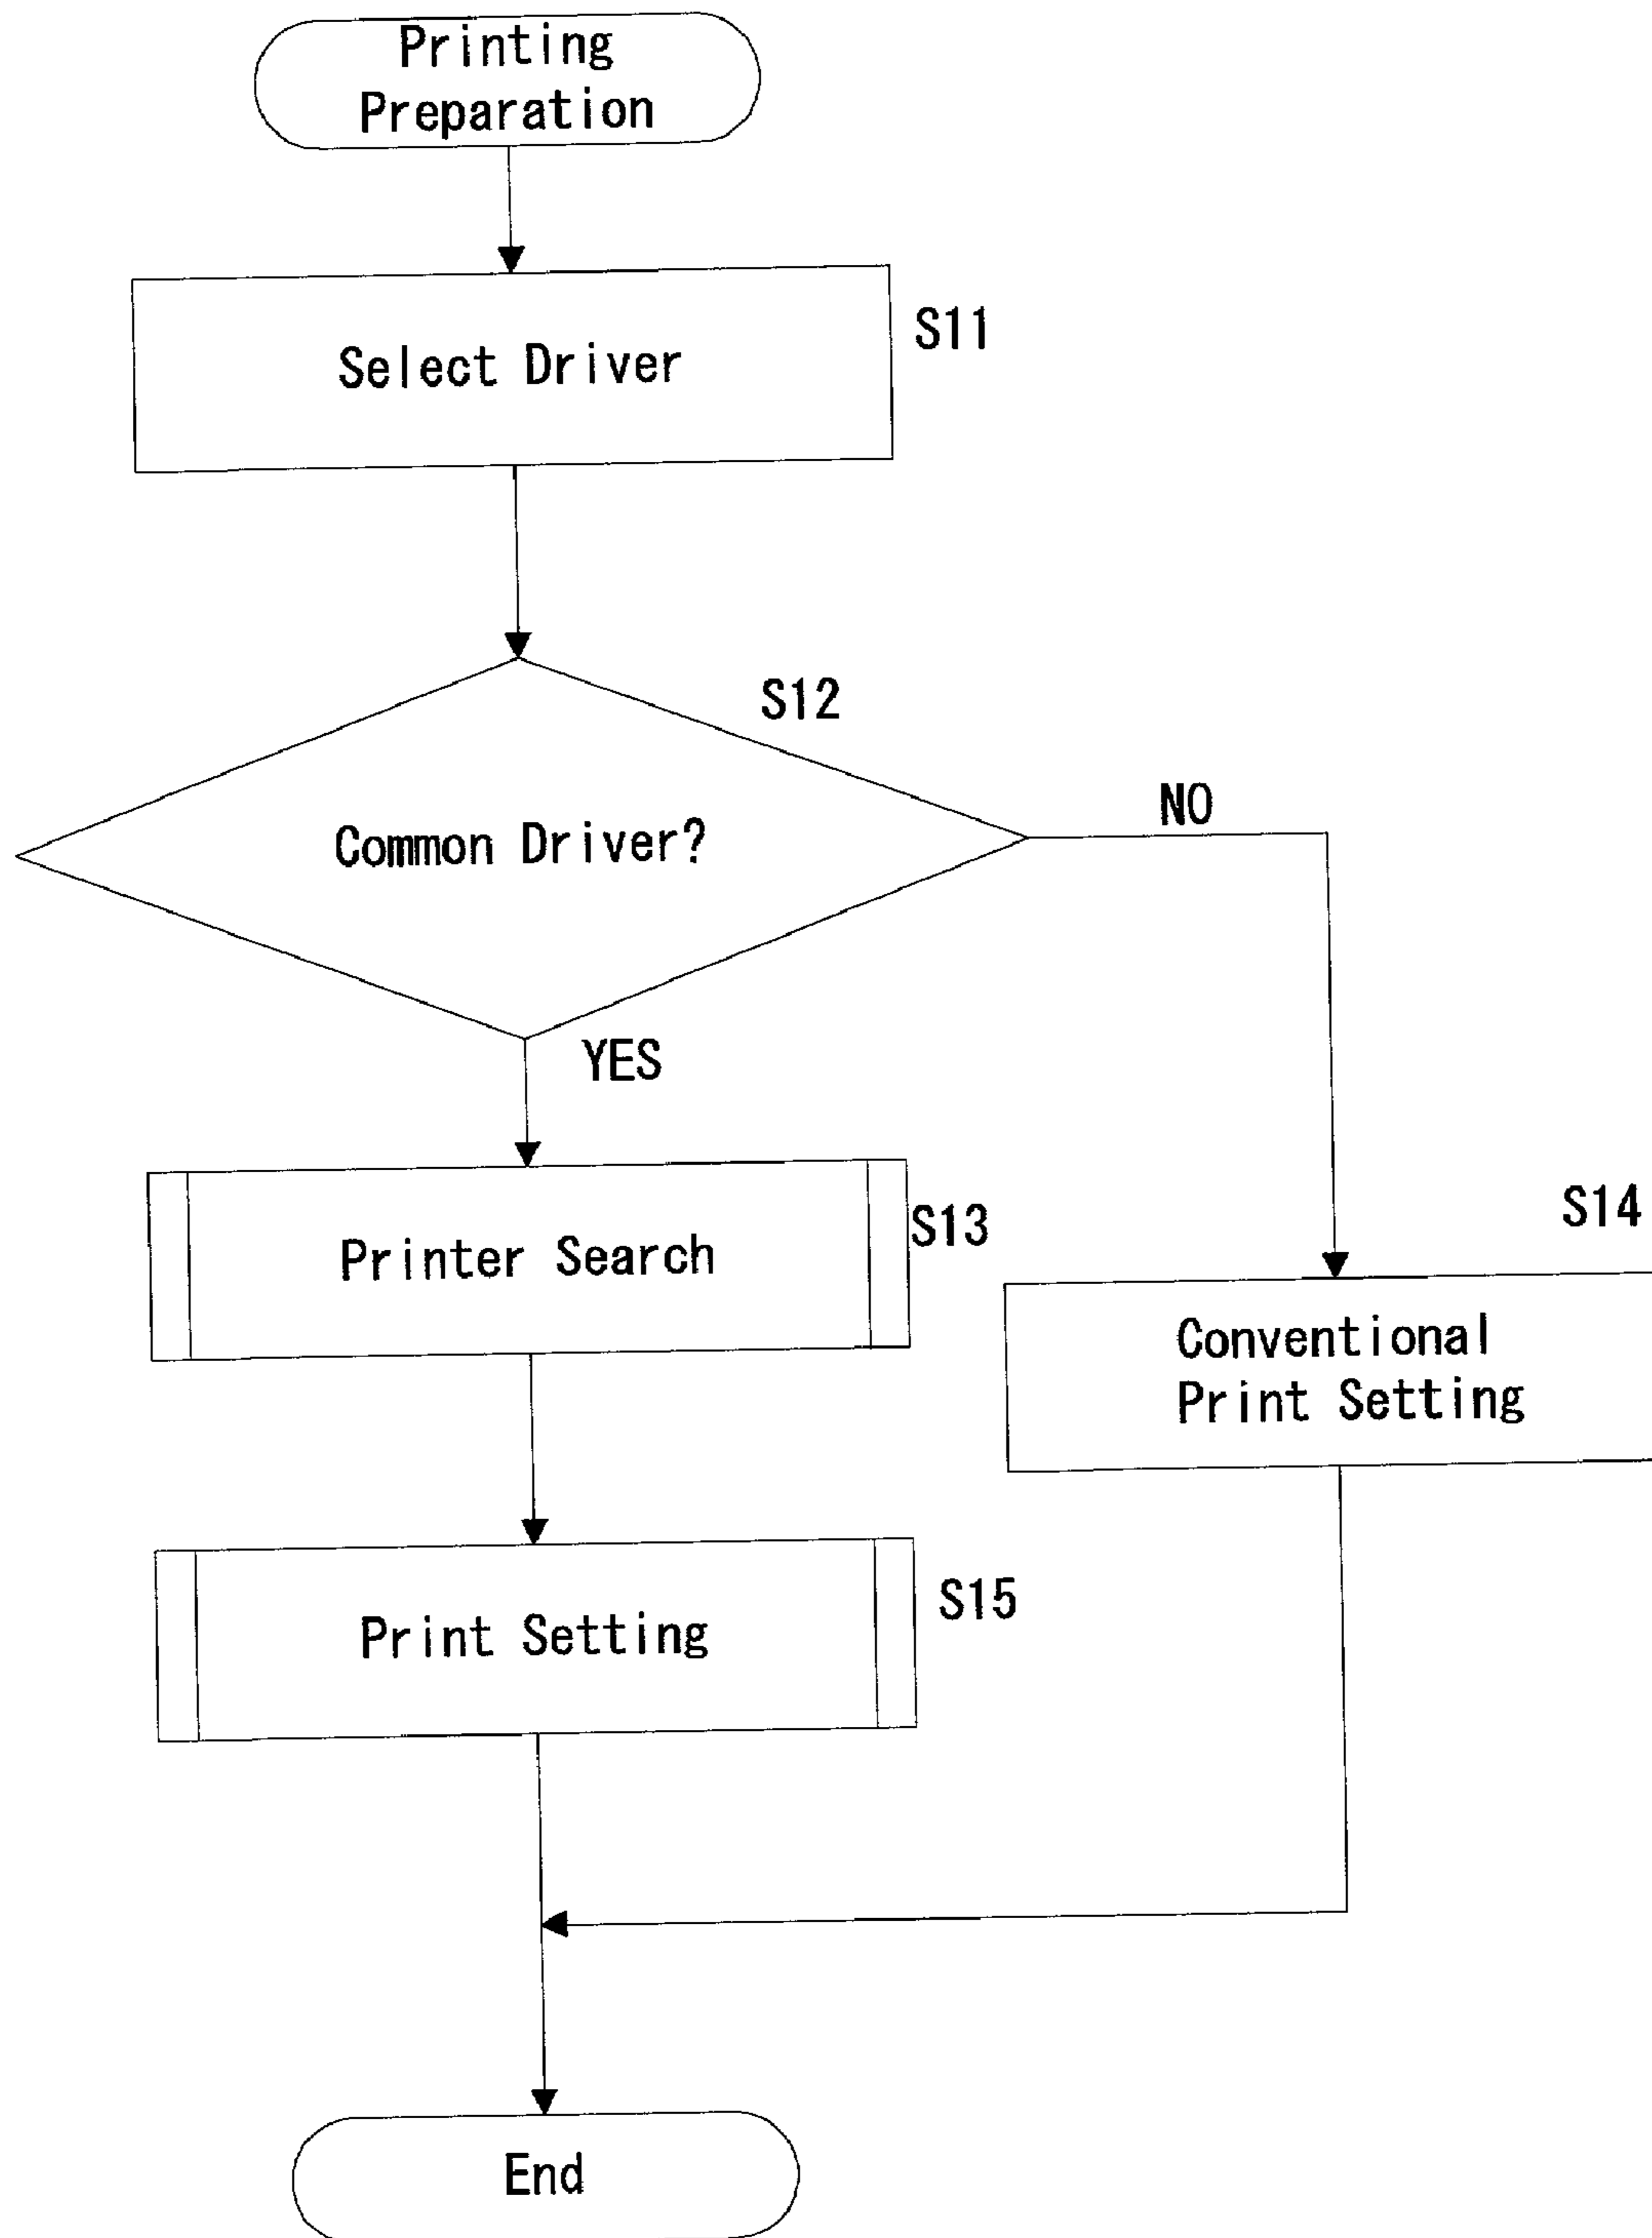 Printing
Preparation
Select Driver
S11
S12
Common Driver?
NO
YES
Printer Search
S13
S14
Conventional
Print Setting
Print Setting
S15
End